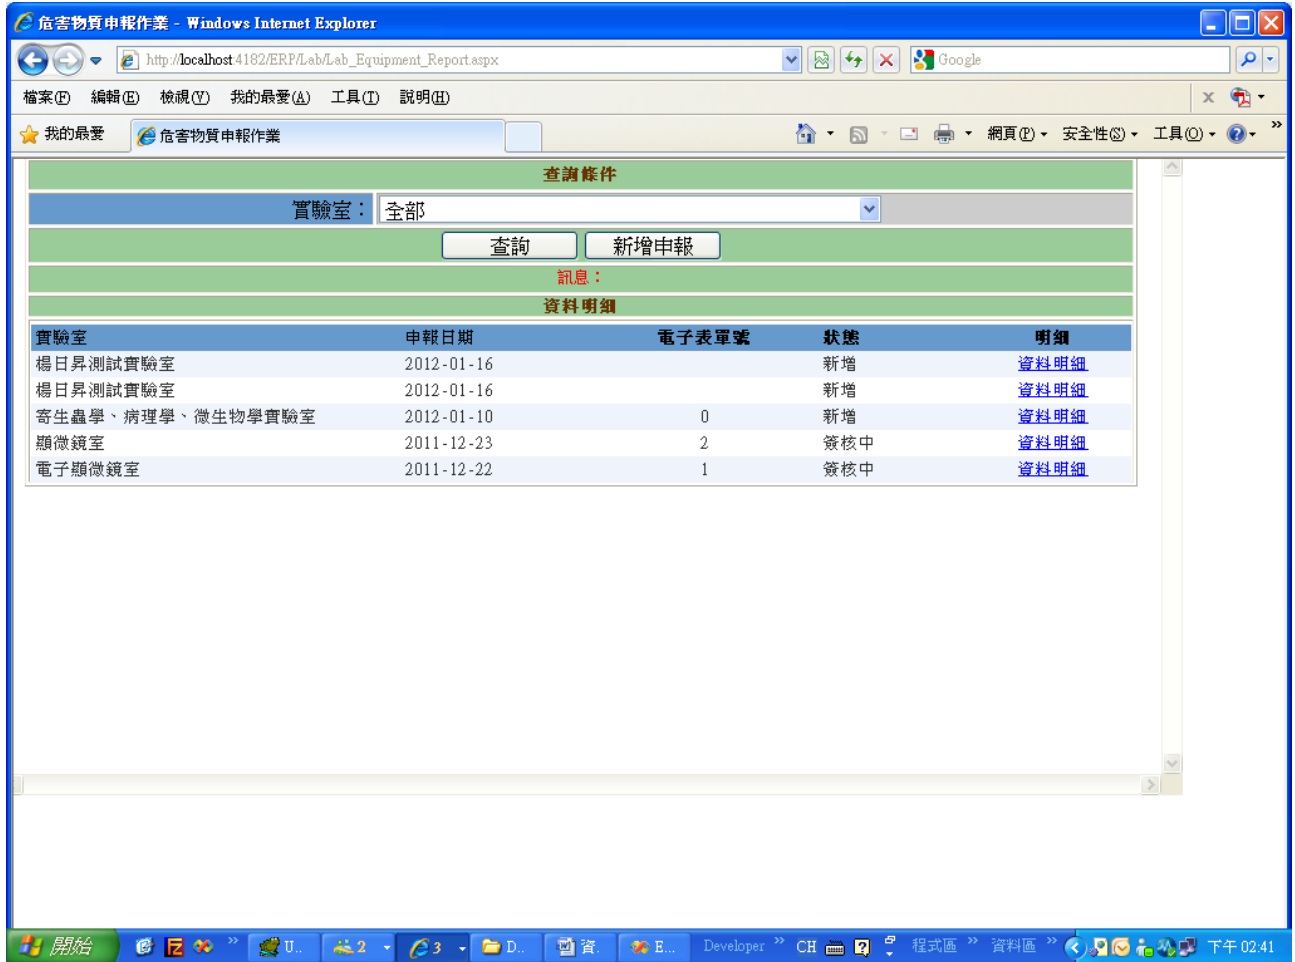 危害物質申報作業 - Windows Internet Explorer
http://localhost:4182/ERP/Lab/Lab_Equipment_Report.aspx
Google
檔案(F) 編輯(E) 檢視(V) 我的最愛(A) 工具(T) 說明(H)
我的最愛 危害物質申報作業 網頁(P) 安全性(S) 工具(O) »
查詢條件
實驗室： 全部
查詢 新增申報
訊息：
資料明細
實驗室 申報日期 電子表單號 狀態 明細
楊日昇測試實驗室 2012-01-16 新增 資料明細
楊日昇測試實驗室 2012-01-16 新增 資料明細
寄生蟲學、病理學、微生物學實驗室 2012-01-10 0 新增 資料明細
顯微鏡室 2011-12-23 2 簽核中 資料明細
電子顯微鏡室 2011-12-22 1 簽核中 資料明細
開始 » U.. 2 3 D.. 資. E... Developer » CH 程式區 » 資料區 » 下午 02:41